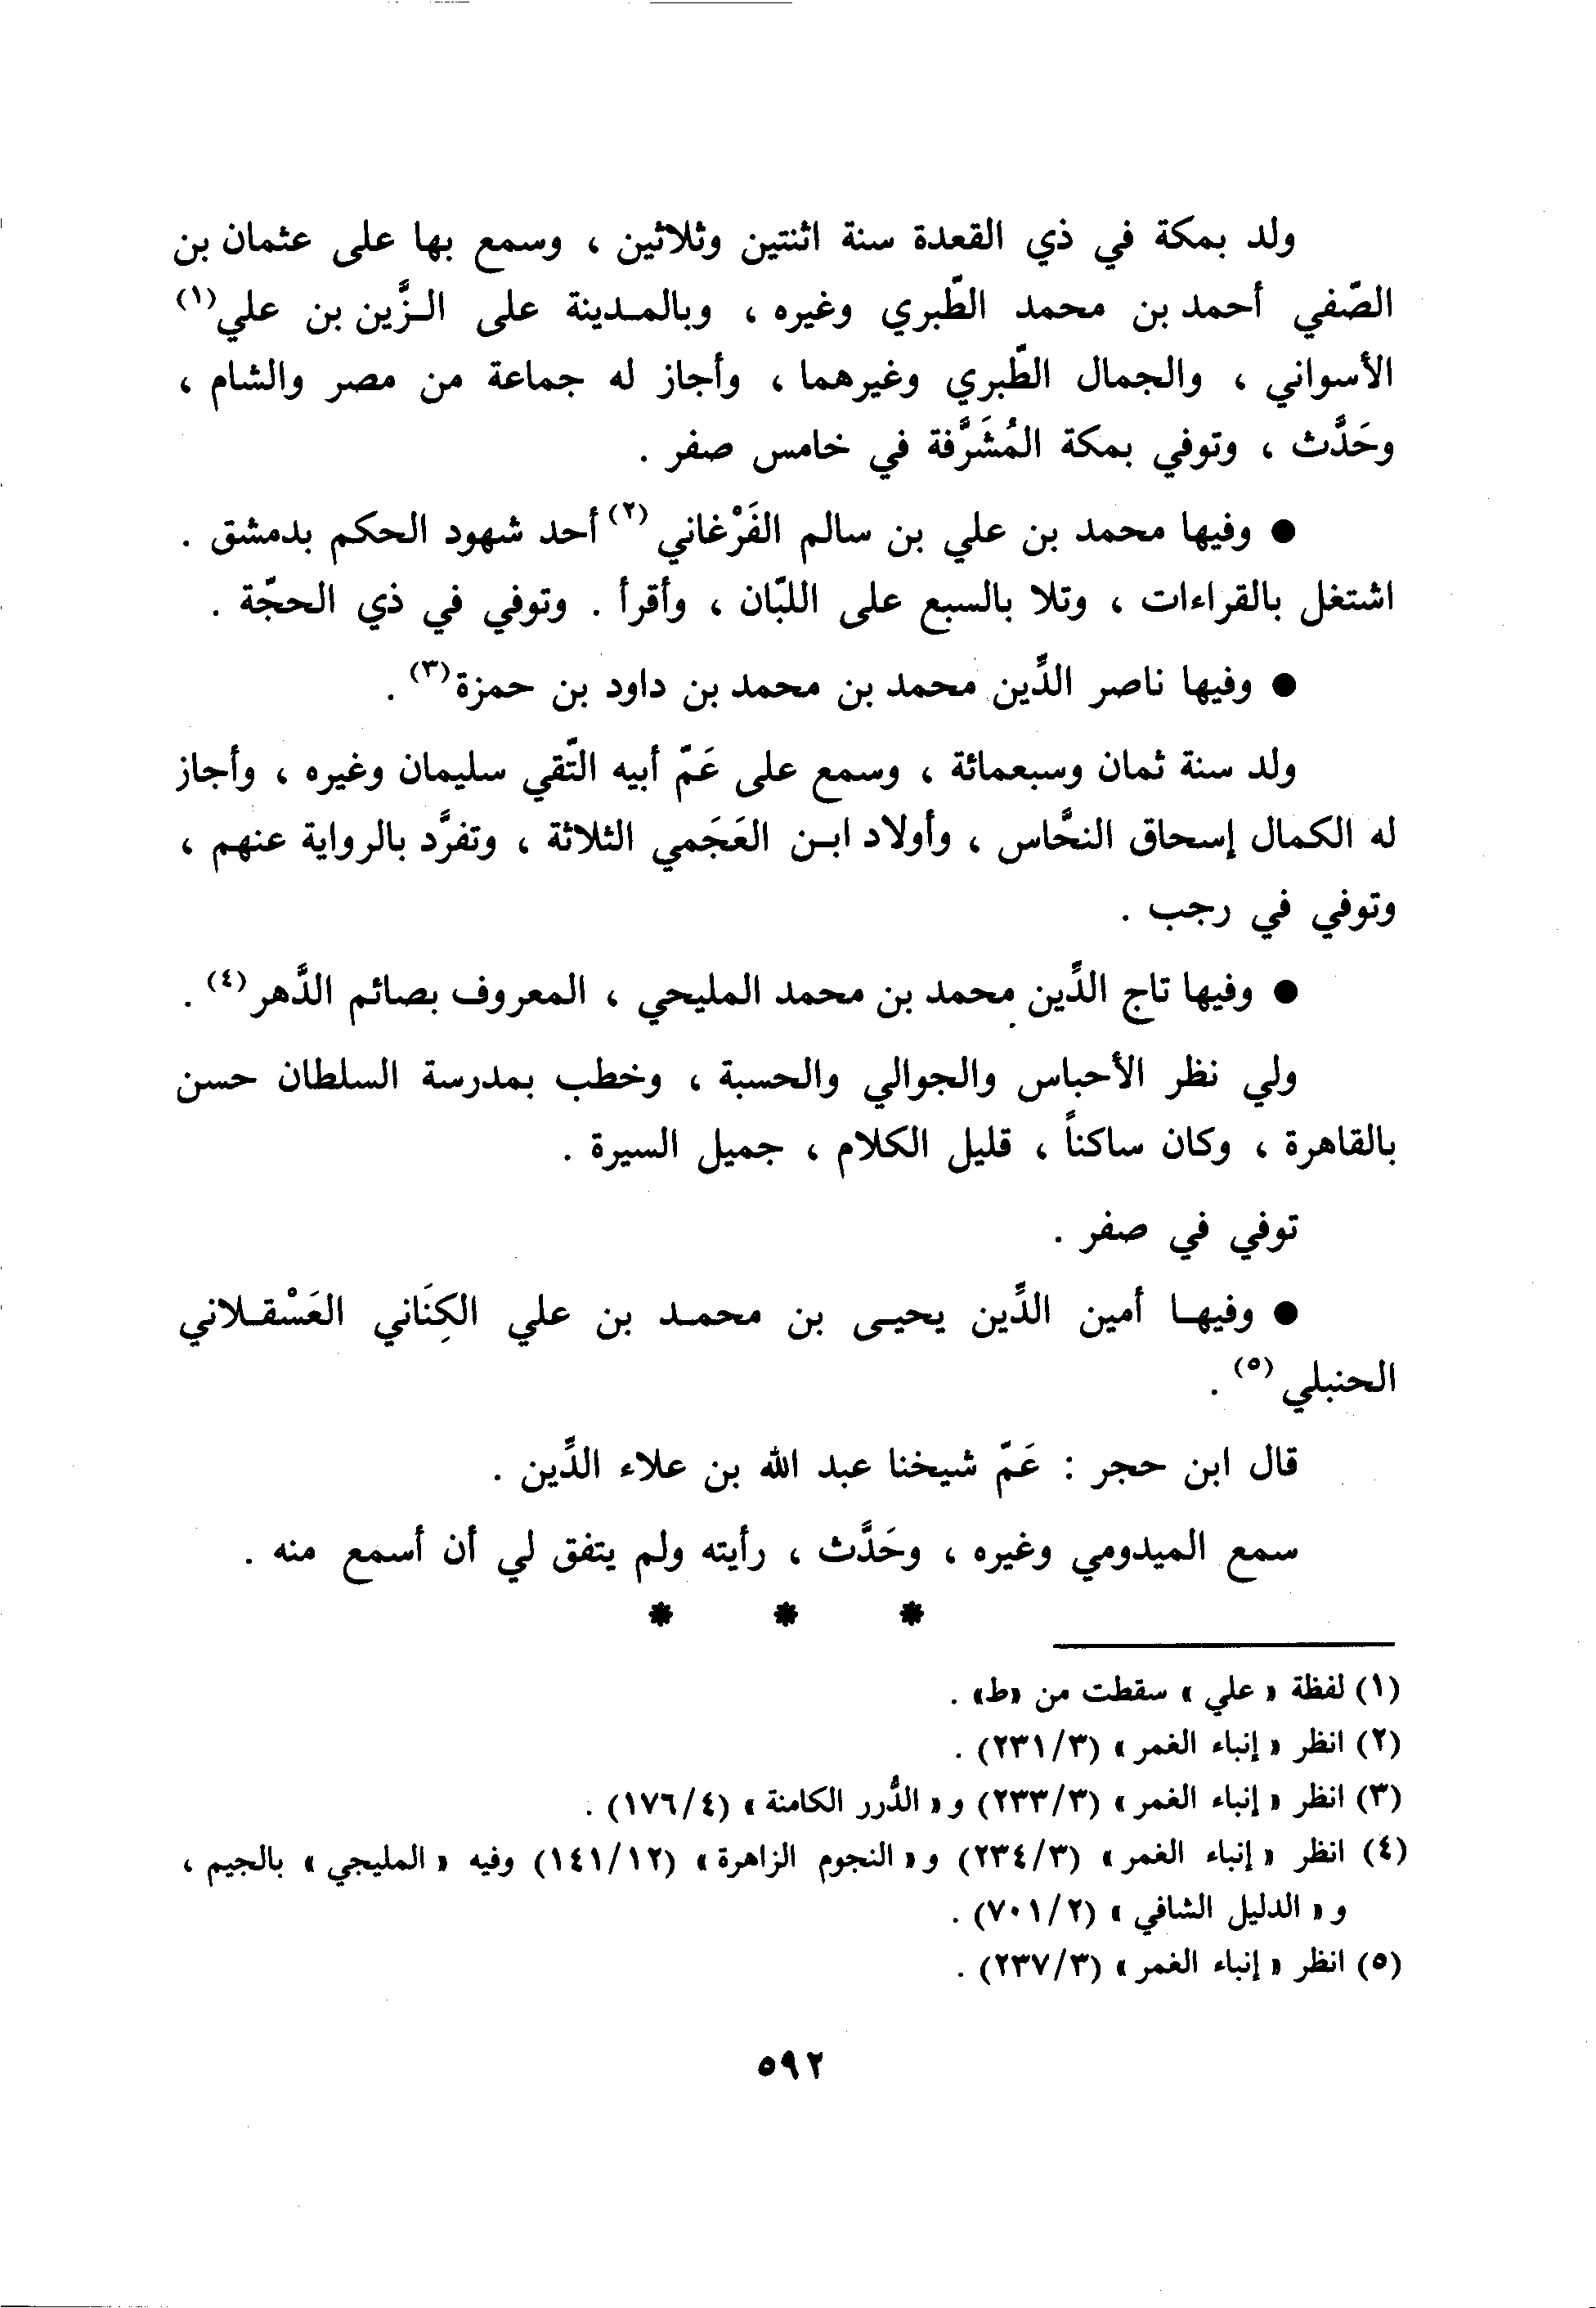 ولد بمكة في ذي القعدة سنة اثنتين وثلاثين ، وسمع بها على عثمان بن
الصّفي أحمد بن محمد الطّبري وغيره ، وبالمـدينة على الـزَّين بن علي(١)
الأسواني ، والجمال الطّبري وغيرهما ، وأجاز له جماعة من مصر والشام ،
وحَدَّث ، وتوفي بمكة المُشَرَّفة في خامس صفر .
● وفيها محمد بن علي بن سالم الفَرْغاني(٢) أحد شهود الحكم بدمشق .
اشتغل بالقراءات ، وتلا بالسبع على اللبّان ، وأقرأ . وتوفي في ذي الحجّة .
● وفيها ناصر الدِّين محمد بن محمد بن داود بن حمزة(٣) .
ولد سنة ثمان وسبعمائة ، وسمع على عَمّ أبيه التّقي سليمان وغيره ، وأجاز
له الكمال إسحاق النحَّاس ، وأولاد ابـن العَجَمي الثلاثة ، وتفرَّد بالرواية عنهم ،
وتوفي في رجب .
● وفيها تاج الدِّين محمد بن محمد المليحي ، المعروف بصائم الدَّهر(٤) .
ولي نظر الأحباس والجوالي والحسبة ، وخطب بمدرسة السلطان حسن
بالقاهرة ، وكان ساكناً ، قليل الكلام ، جميل السيرة .
توفي في صفر .
● وفيهـا أمين الدِّين يحيـى بن محمـد بن علي الكِنَاني العَسْقـلاني
الحنبلي(٥) .
قال ابن حجر : عَمّ شيخنا عبد الله بن علاء الدِّين .
سمع الميدومي وغيره ، وحَدَّث ، رأيته ولم يتفق لي أن أسمع منه .
* * *
(١) لفظة « علي » سقطت من «ط» .
(٢) انظر « إنباء الغمر » (٢٣١/٣) .
(٣) انظر « إنباء الغمر » (٢٣٣/٣) و « الدُّرر الكامنة » (١٧٦/٤) .
(٤) انظر « إنباء الغمر » (٢٣٤/٣) و « النجوم الزاهرة » (١٤١/١٢) وفيه « المليجي » بالجيم ،
و « الدليل الشافي » (٧٠١/٢) .
(٥) انظر « إنباء الغمر » (٢٣٧/٣) .
٥٩٢